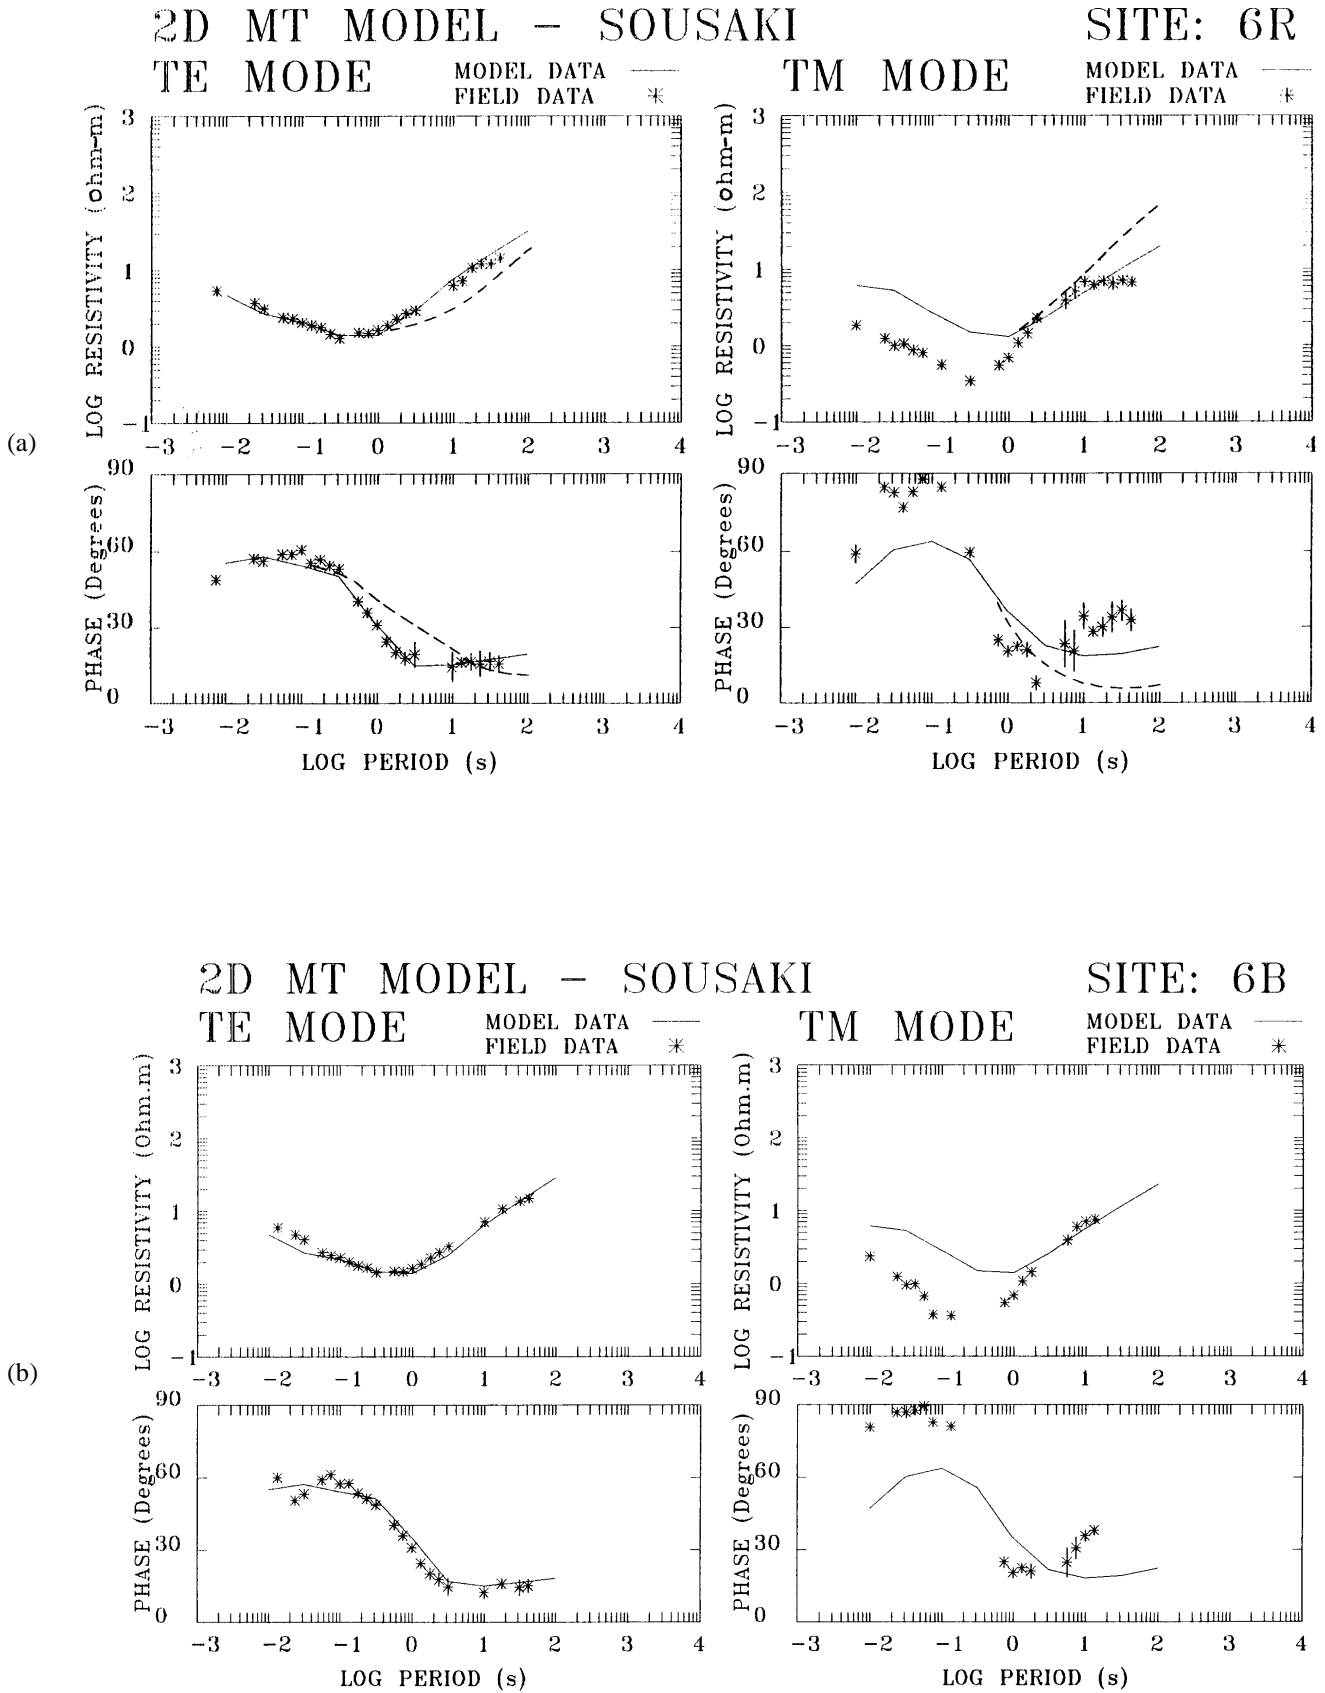 2D MT MODEL – SOUSAKI SITE: 6R
TE MODE MODEL DATA TM MODE MODEL DATA
FIELD DATA FIELD DATA
LOG RESISTIVITY (ohm-m) LOG RESISTIVITY (ohm-m)
3 3
2 2
1 1
0 0
−1 −1
(a)
−3 −2 −1 0 1 2 3 4 −3 −2 −1 0 1 2 3 4
PHASE (Degrees) PHASE (Degrees)
90 90
60 60
30 30
0 0
−3 −2 −1 0 1 2 3 4 −3 −2 −1 0 1 2 3 4
LOG PERIOD (s) LOG PERIOD (s)
2D MT MODEL – SOUSAKI SITE: 6B
TE MODE MODEL DATA TM MODE MODEL DATA
FIELD DATA FIELD DATA
LOG RESISTIVITY (Ohm.m) LOG RESISTIVITY (Ohm.m)
3 3
2 2
1 1
0 0
−1 −1
(b)
−3 −2 −1 0 1 2 3 4 −3 −2 −1 0 1 2 3 4
PHASE (Degrees) PHASE (Degrees)
90 90
60 60
30 30
0 0
−3 −2 −1 0 1 2 3 4 −3 −2 −1 0 1 2 3 4
LOG PERIOD (s) LOG PERIOD (s)